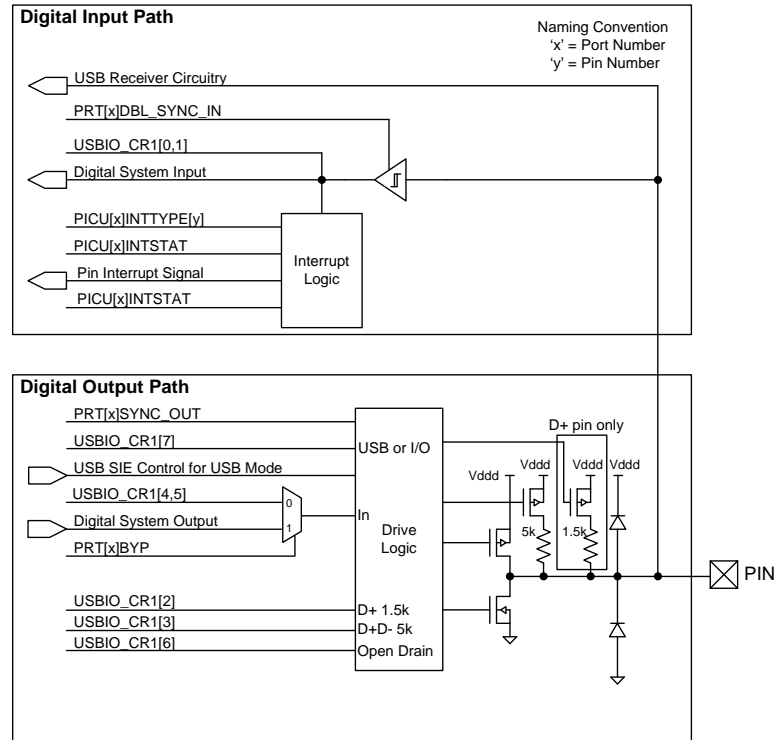 Digital Input Path
Naming Convention
'x' = Port Number
'y' = Pin Number
USB Receiver Circuitry
PRT[x]DBL_SYNC_IN
USBIO_CR1[0,1]
Digital System Input
PICU[x]INTTYPE[y]
PICU[x]INTSTAT
Pin Interrupt Signal
PICU[x]INTSTAT
Interrupt
Logic
Digital Output Path
PRT[x]SYNC_OUT
USBIO_CR1[7]
USB or I/O
USB SIE Control for USB Mode
USBIO_CR1[4,5]
0
Digital System Output
1
In
PRT[x]BYP
Drive
Logic
D+ pin only
Vddd
Vddd
Vddd
Vddd
5k
1.5k
PIN
USBIO_CR1[2]
D+ 1.5k
USBIO_CR1[3]
D+D- 5k
USBIO_CR1[6]
Open Drain